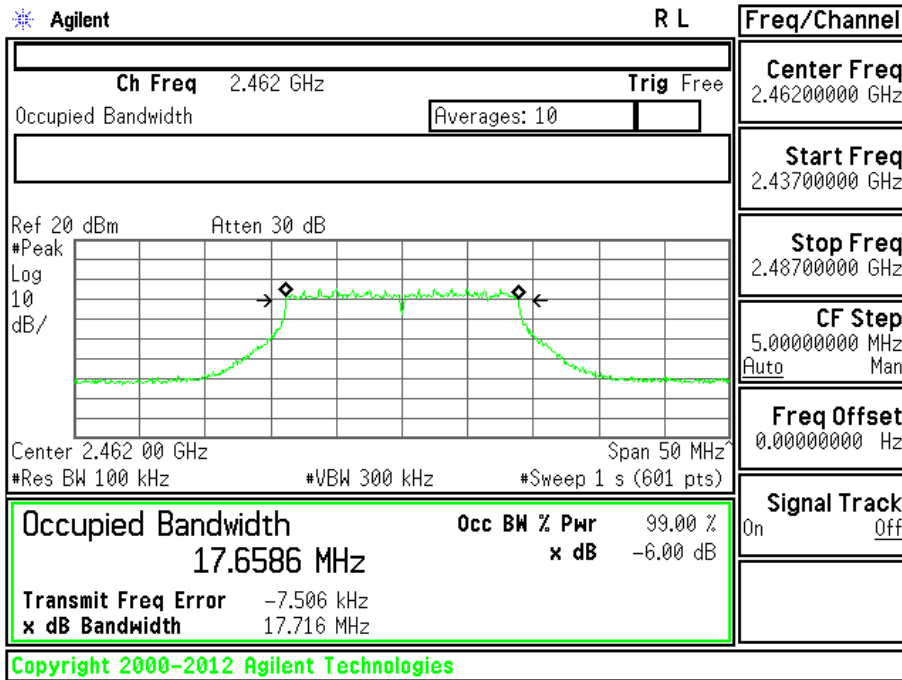 Agilent R L
Ch Freq 2.462 GHz Trig Free
Occupied Bandwidth Averages: 10
Ref 20 dBm Atten 30 dB
#Peak
Log
10
dB/
Center 2.462 00 GHz Span 50 MHz^
#Res BW 100 kHz #VBW 300 kHz #Sweep 1 s (601 pts)
Occupied Bandwidth Occ BW % Pwr 99.00 %
17.6586 MHz x dB -6.00 dB
Transmit Freq Error -7.506 kHz
x dB Bandwidth 17.716 MHz
Copyright 2000-2012 Agilent Technologies
Freq/Channel
Center Freq
2.46200000 GHz
Start Freq
2.43700000 GHz
Stop Freq
2.48700000 GHz
CF Step
5.00000000 MHz
Auto Man
Freq Offset
0.00000000 Hz
Signal Track
On Off